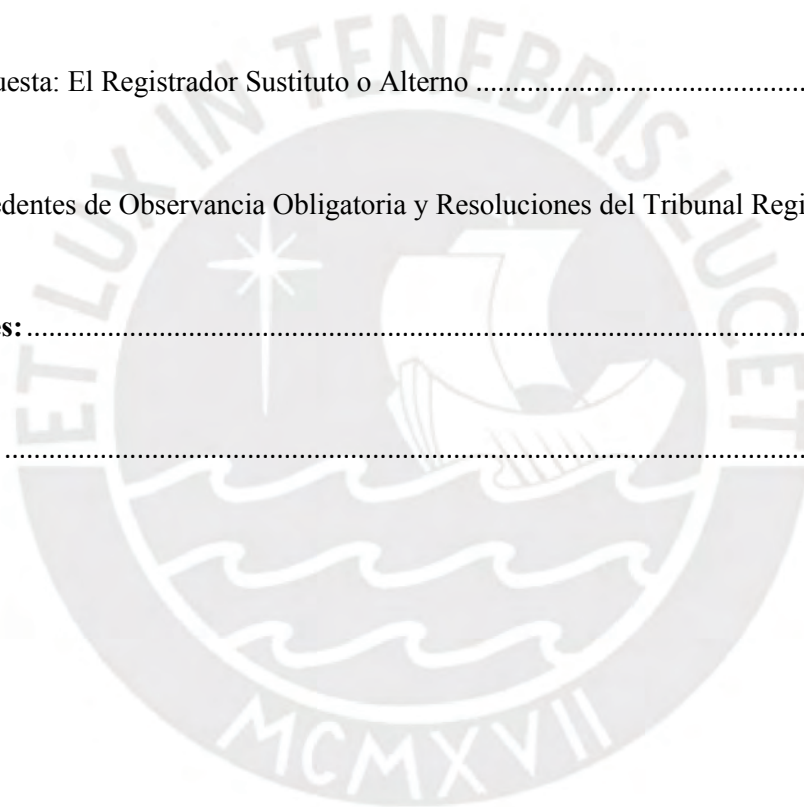 uesta: El Registrador Sustituto o Alterno ................................................................
edentes de Observancia Obligatoria y Resoluciones del Tribunal Regi
es: ................................................................................................................................
................................................................................................................................
ET LUX IN TENEBRIS LUCET
MCMXVII